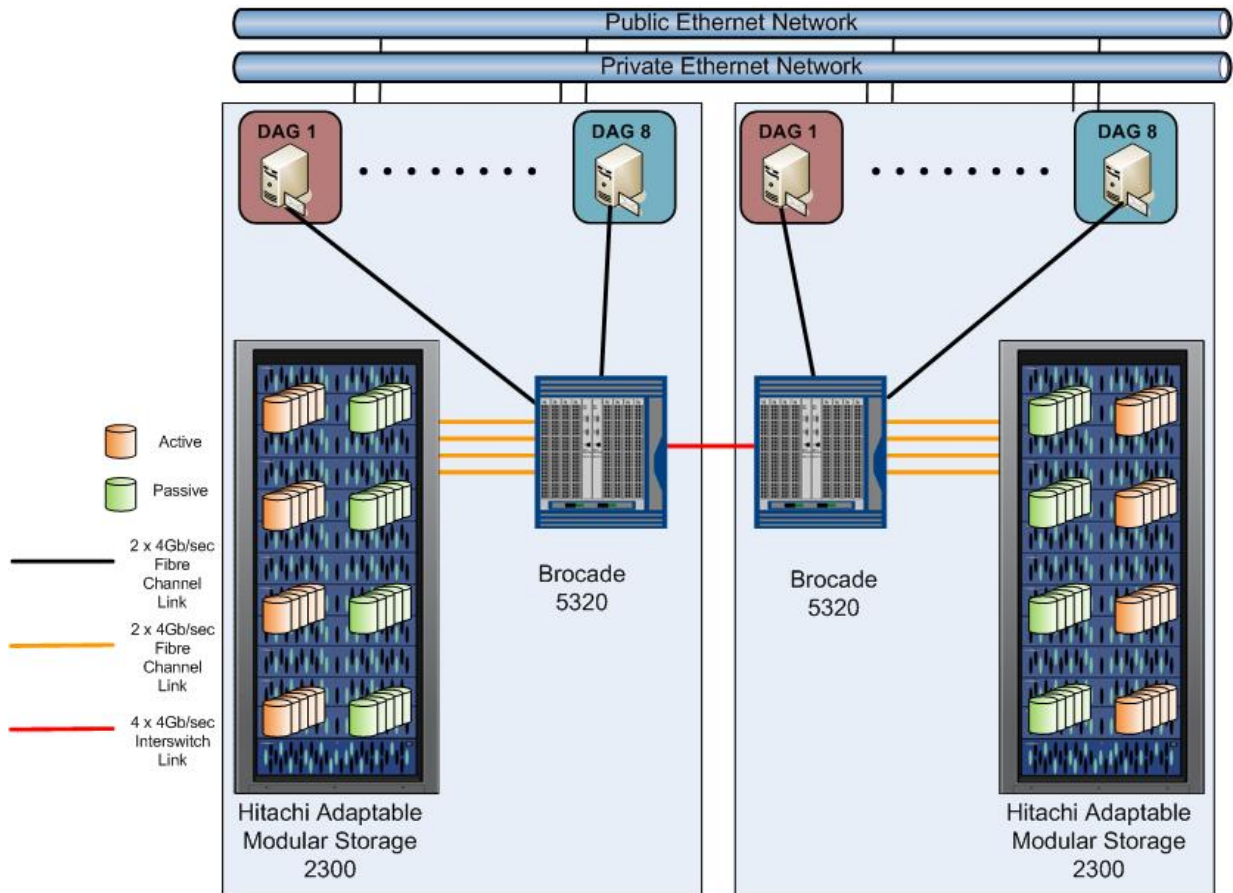 Public Ethernet Network
Private Ethernet Network
DAG 1
DAG 8
DAG 1
DAG 8
Active
Passive
2 x 4Gb/sec
Fibre
Channel
Link
2 x 4Gb/sec
Fibre
Channel
Link
4 x 4Gb/sec
Interswitch
Link
Brocade
5320
Brocade
5320
Hitachi Adaptable
Modular Storage
2300
Hitachi Adaptable
Modular Storage
2300